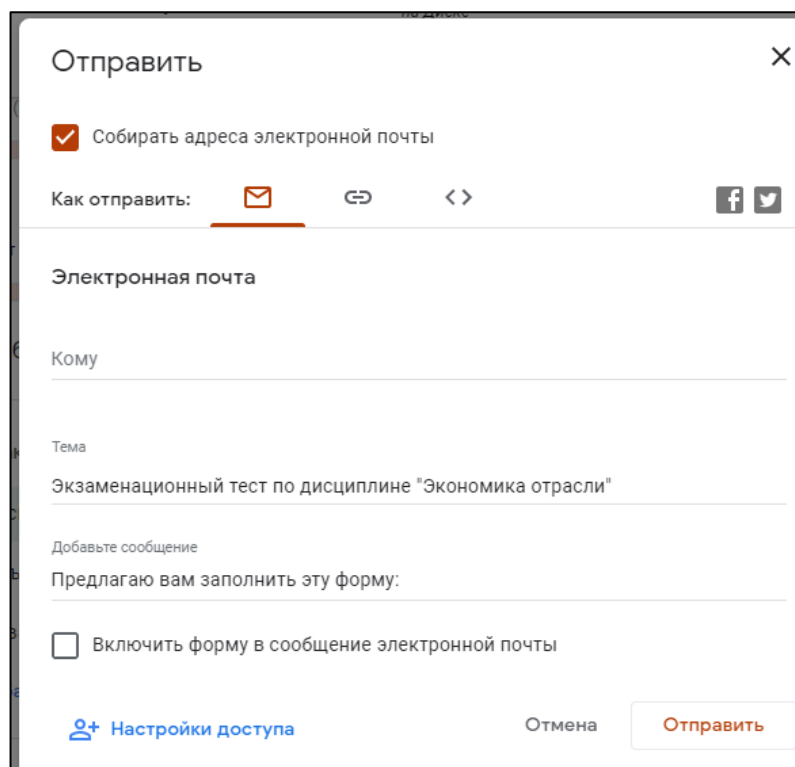 Отправить
Собирать адреса электронной почты
Как отправить:
Электронная почта
Кому
Тема
Экзаменационный тест по дисциплине "Экономика отрасли"
Добавьте сообщение
Предлагаю вам заполнить эту форму:
Включить форму в сообщение электронной почты
Настройки доступа
Отмена
Отправить